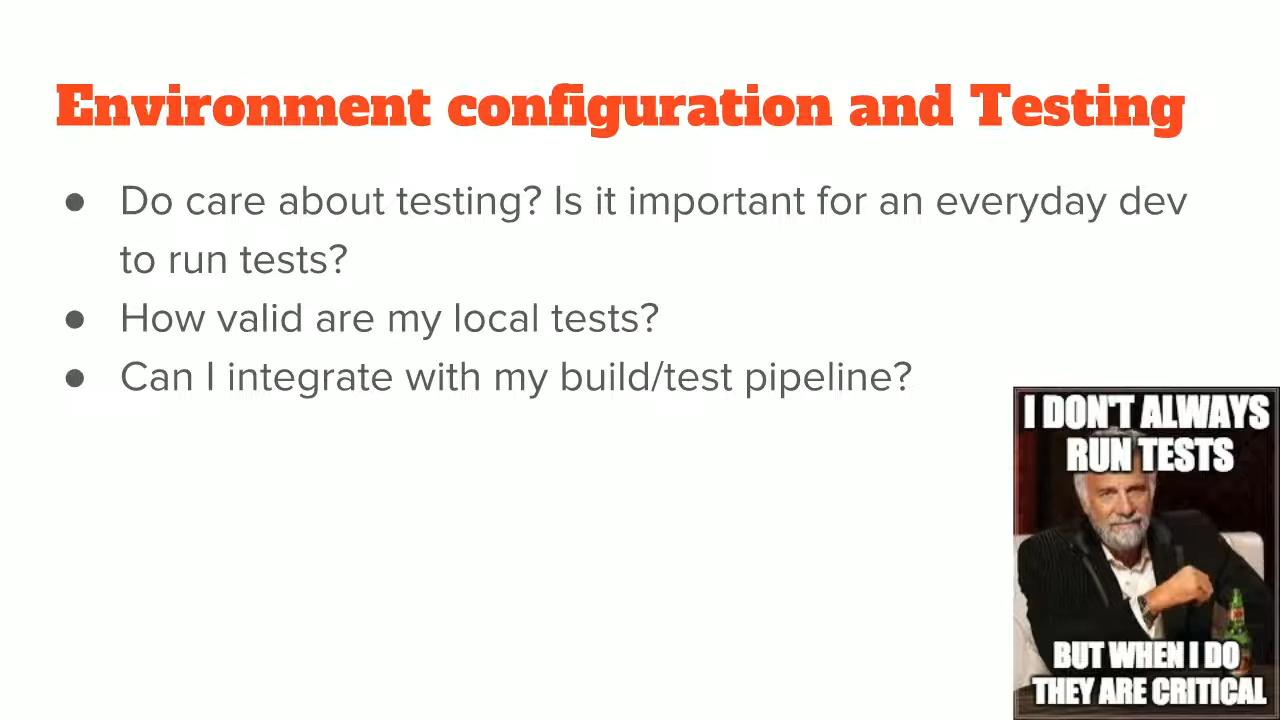 Environment configuration and Testing
● Do care about testing? Is it important for an everyday dev
to run tests?
● How valid are my local tests?
● Can I integrate with my build/test pipeline?
I DON'T ALWAYS
RUN TESTS
BUT WHEN I DO
THEY ARE CRITICAL